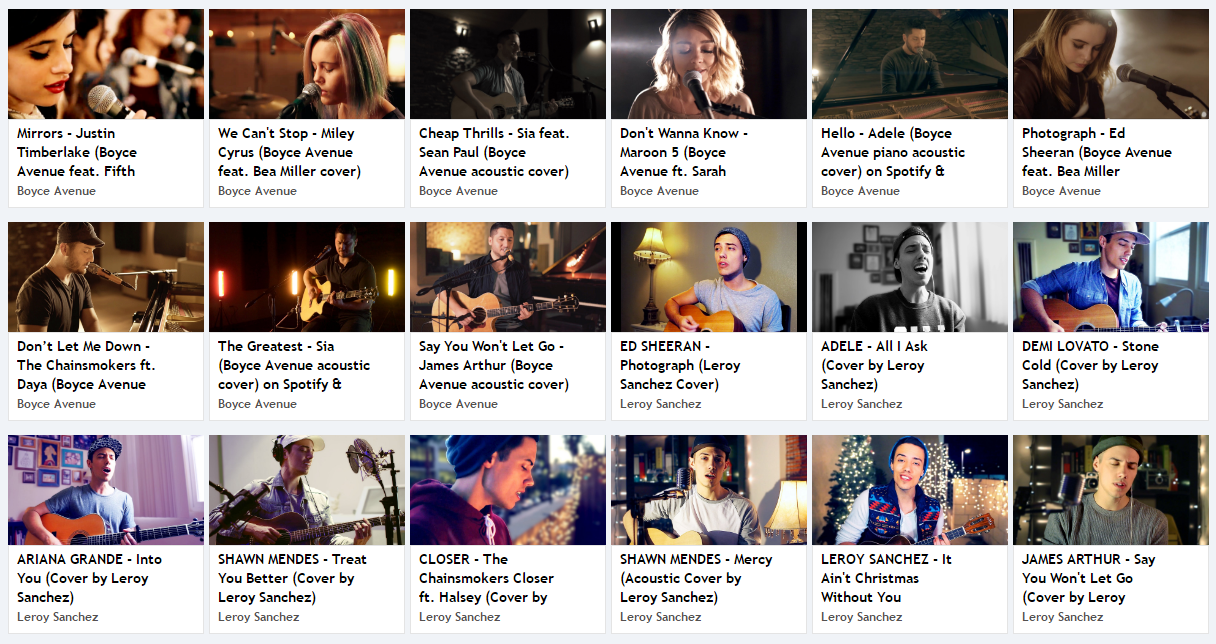 Mirrors - Justin
Timberlake (Boyce
Avenue feat. Fifth
Boyce Avenue
We Can't Stop - Miley
Cyrus (Boyce Avenue
feat. Bea Miller cover)
Boyce Avenue
Cheap Thrills - Sia feat.
Sean Paul (Boyce
Avenue acoustic cover)
Boyce Avenue
Don't Wanna Know -
Maroon 5 (Boyce
Avenue ft. Sarah
Boyce Avenue
Hello - Adele (Boyce
Avenue piano acoustic
cover) on Spotify &
Boyce Avenue
Photograph - Ed
Sheeran (Boyce Avenue
feat. Bea Miller
Boyce Avenue
Don’t Let Me Down -
The Chainsmokers ft.
Daya (Boyce Avenue
Boyce Avenue
The Greatest - Sia
(Boyce Avenue acoustic
cover) on Spotify &
Boyce Avenue
Say You Won't Let Go -
James Arthur (Boyce
Avenue acoustic cover)
Boyce Avenue
ED SHEERAN -
Photograph (Leroy
Sanchez Cover)
Leroy Sanchez
ADELE - All I Ask
(Cover by Leroy
Sanchez)
Leroy Sanchez
DEMI LOVATO - Stone
Cold (Cover by Leroy
Sanchez)
Leroy Sanchez
ARIANA GRANDE - Into
You (Cover by Leroy
Sanchez)
Leroy Sanchez
SHAWN MENDES - Treat
You Better (Cover by
Leroy Sanchez)
Leroy Sanchez
CLOSER - The
Chainsmokers Closer
ft. Halsey (Cover by
Leroy Sanchez
SHAWN MENDES - Mercy
(Acoustic Cover by
Leroy Sanchez)
Leroy Sanchez
LEROY SANCHEZ - It
Ain't Christmas
Without You
Leroy Sanchez
JAMES ARTHUR - Say
You Won't Let Go
(Cover by Leroy
Leroy Sanchez